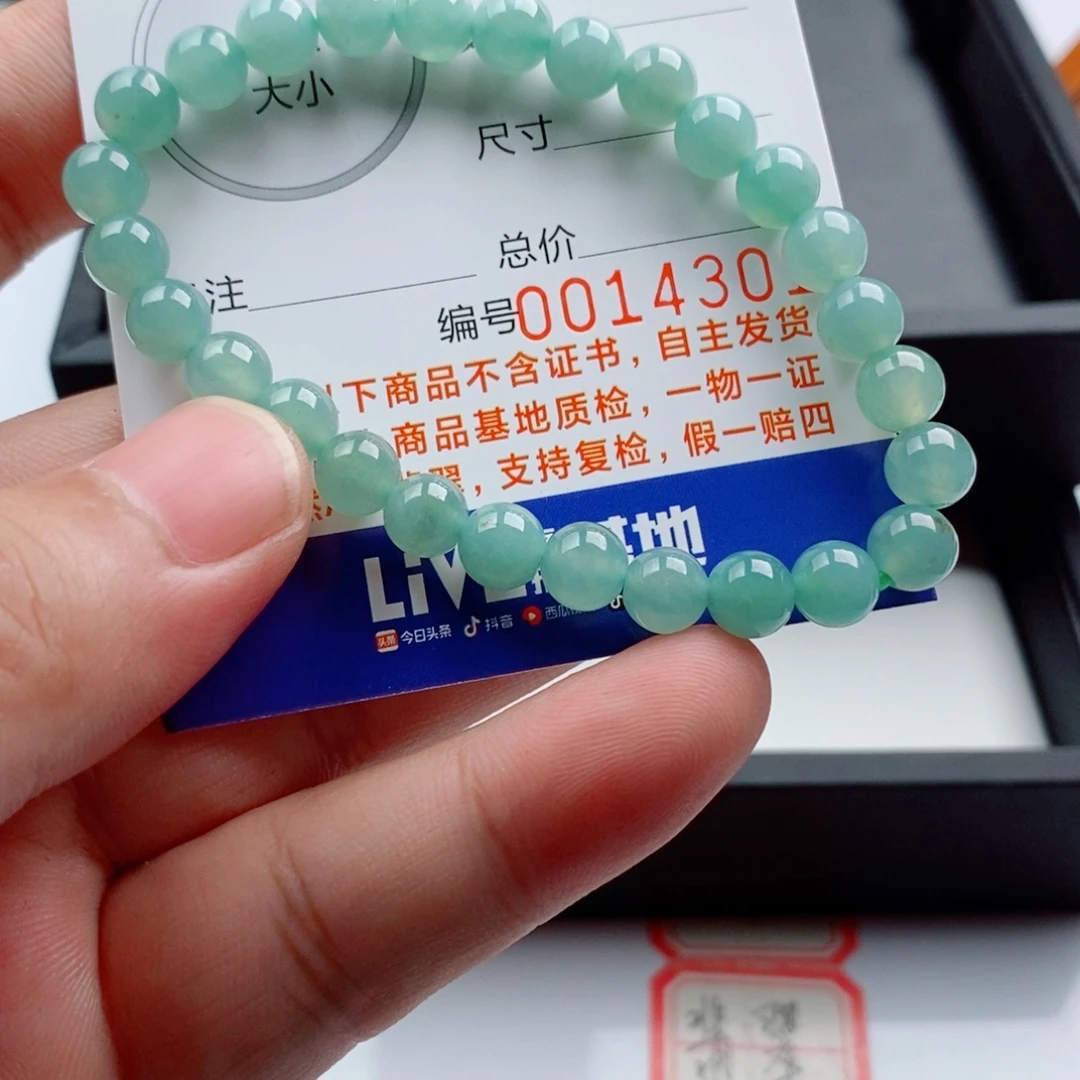 大小
尺寸
总价
注
编号001430
下商品不含证书，自主发货
商品基地质检，一物一证
，支持复检，假一赔四
LiVE
基地
今日头条 抖音 西瓜